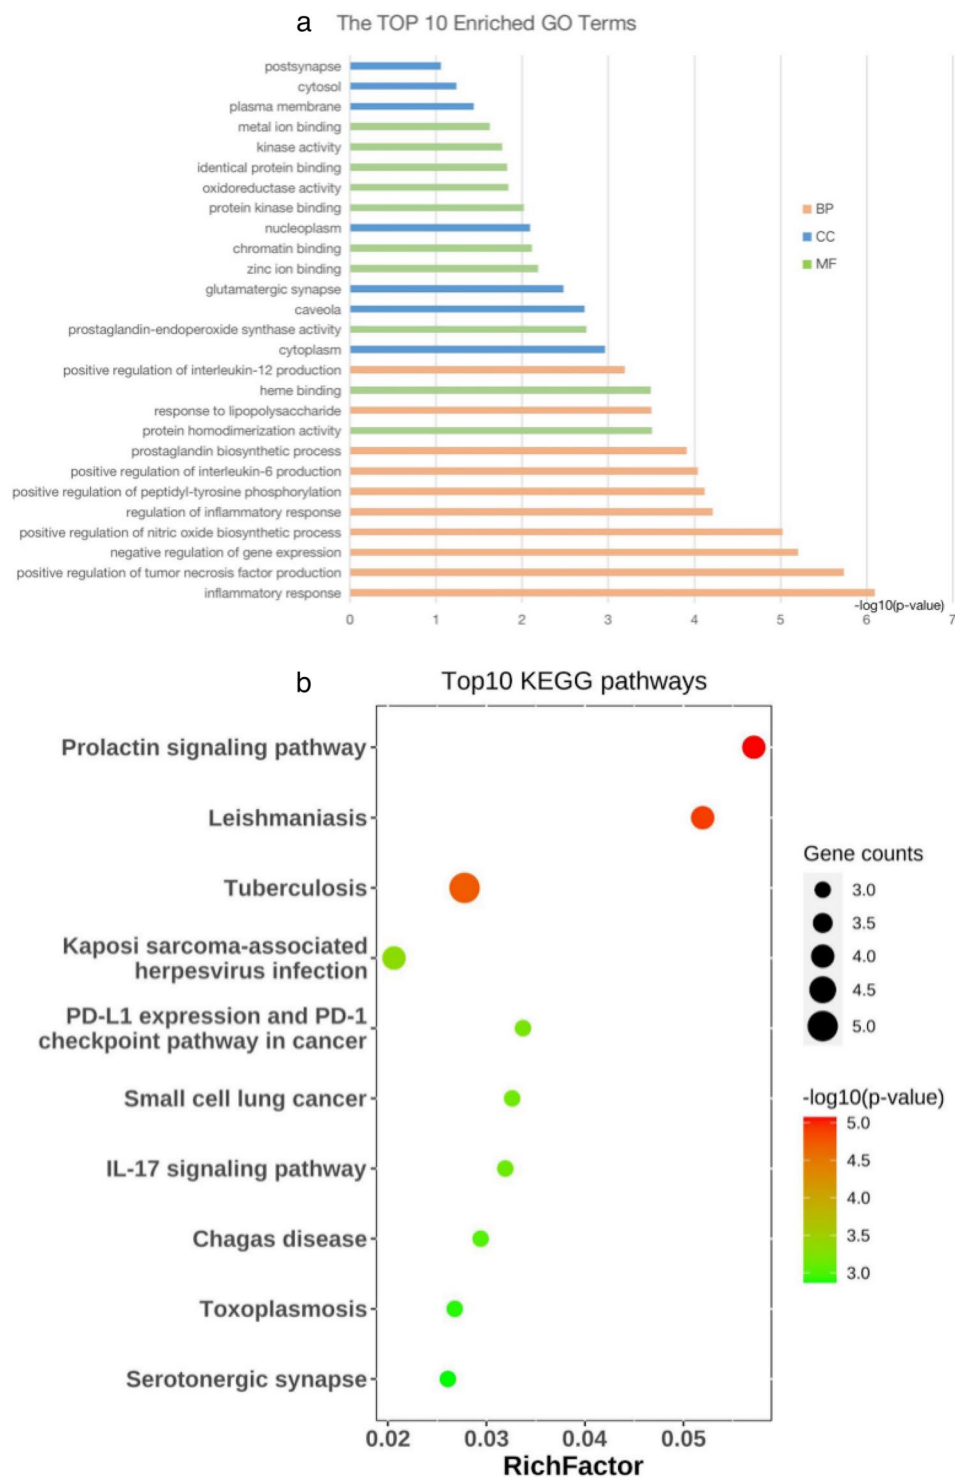 a The TOP 10 Enriched GO Terms
postsynapse
cytosol
plasma membrane
metal ion binding
kinase activity
identical protein binding
oxidoreductase activity
protein kinase binding
nucleoplasm
chromatin binding
zinc ion binding
glutamatergic synapse
caveola
prostaglandin-endoperoxide synthase activity
cytoplasm
positive regulation of interleukin-12 production
heme binding
response to lipopolysaccharide
protein homodimerization activity
prostaglandin biosynthetic process
positive regulation of interleukin-6 production
positive regulation of peptidyl-tyrosine phosphorylation
regulation of inflammatory response
positive regulation of nitric oxide biosynthetic process
negative regulation of gene expression
positive regulation of tumor necrosis factor production
inflammatory response
BP
CC
MF
-log10(p-value)
0 1 2 3 4 5 6 7
b Top10 KEGG pathways
Prolactin signaling pathway
Leishmaniasis
Tuberculosis
Kaposi sarcoma-associated
herpesvirus infection
PD-L1 expression and PD-1
checkpoint pathway in cancer
Small cell lung cancer
IL-17 signaling pathway
Chagas disease
Toxoplasmosis
Serotonergic synapse
0.02 0.03 0.04 0.05
RichFactor
Gene counts
3.0
3.5
4.0
4.5
5.0
-log10(p-value)
5.0
4.5
4.0
3.5
3.0